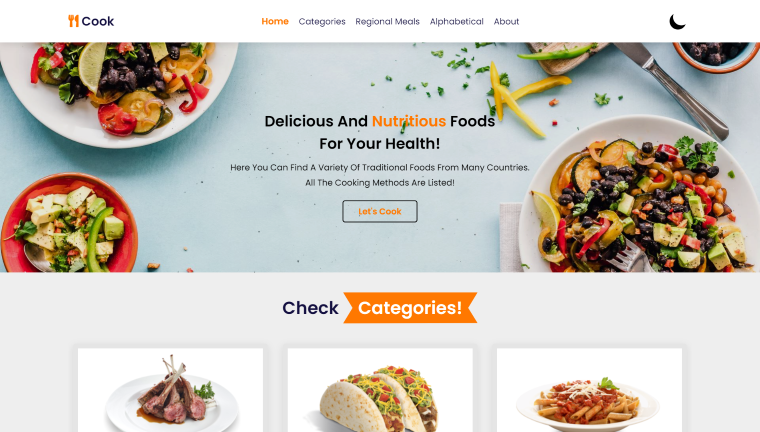 Cook
Home Categories Regional Meals Alphabetical About
Delicious And Nutritious Foods
For Your Health!
Here You Can Find A Variety Of Traditional Foods From Many Countries.
All The Cooking Methods Are Listed!
Let's Cook
Check Categories!